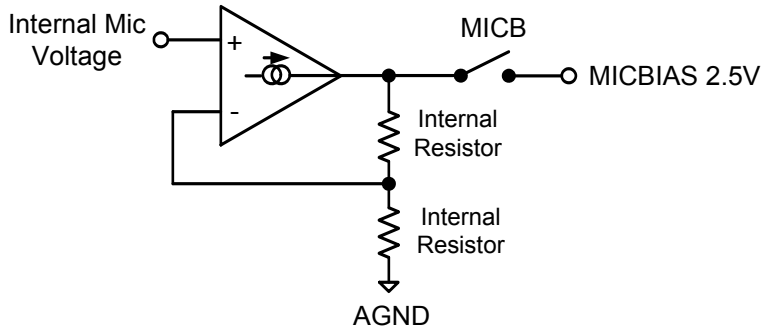 Internal Mic
Voltage
+
-
MICB
MICBIAS 2.5V
Internal
Resistor
Internal
Resistor
AGND